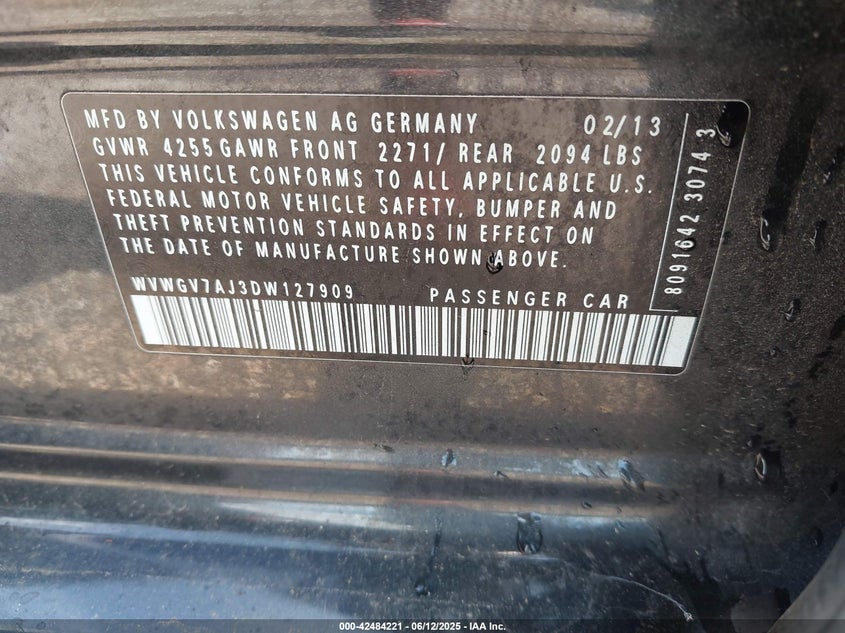 MFD BY VOLKSWAGEN AG GERMANY 02/13
GVWR 4255 GAWR FRONT 2271/ REAR 2094 LBS
THIS VEHICLE CONFORMS TO ALL APPLICABLE U.S.
FEDERAL MOTOR VEHICLE SAFETY, BUMPER AND
THEFT PREVENTION STANDARDS IN EFFECT ON
THE DATE OF MANUFACTURE SHOWN ABOVE.
WVWGV7AJ3DW127909 PASSENGER CAR
8091642 3074 3
000-42484221 - 06/12/2025 - IAA Inc.